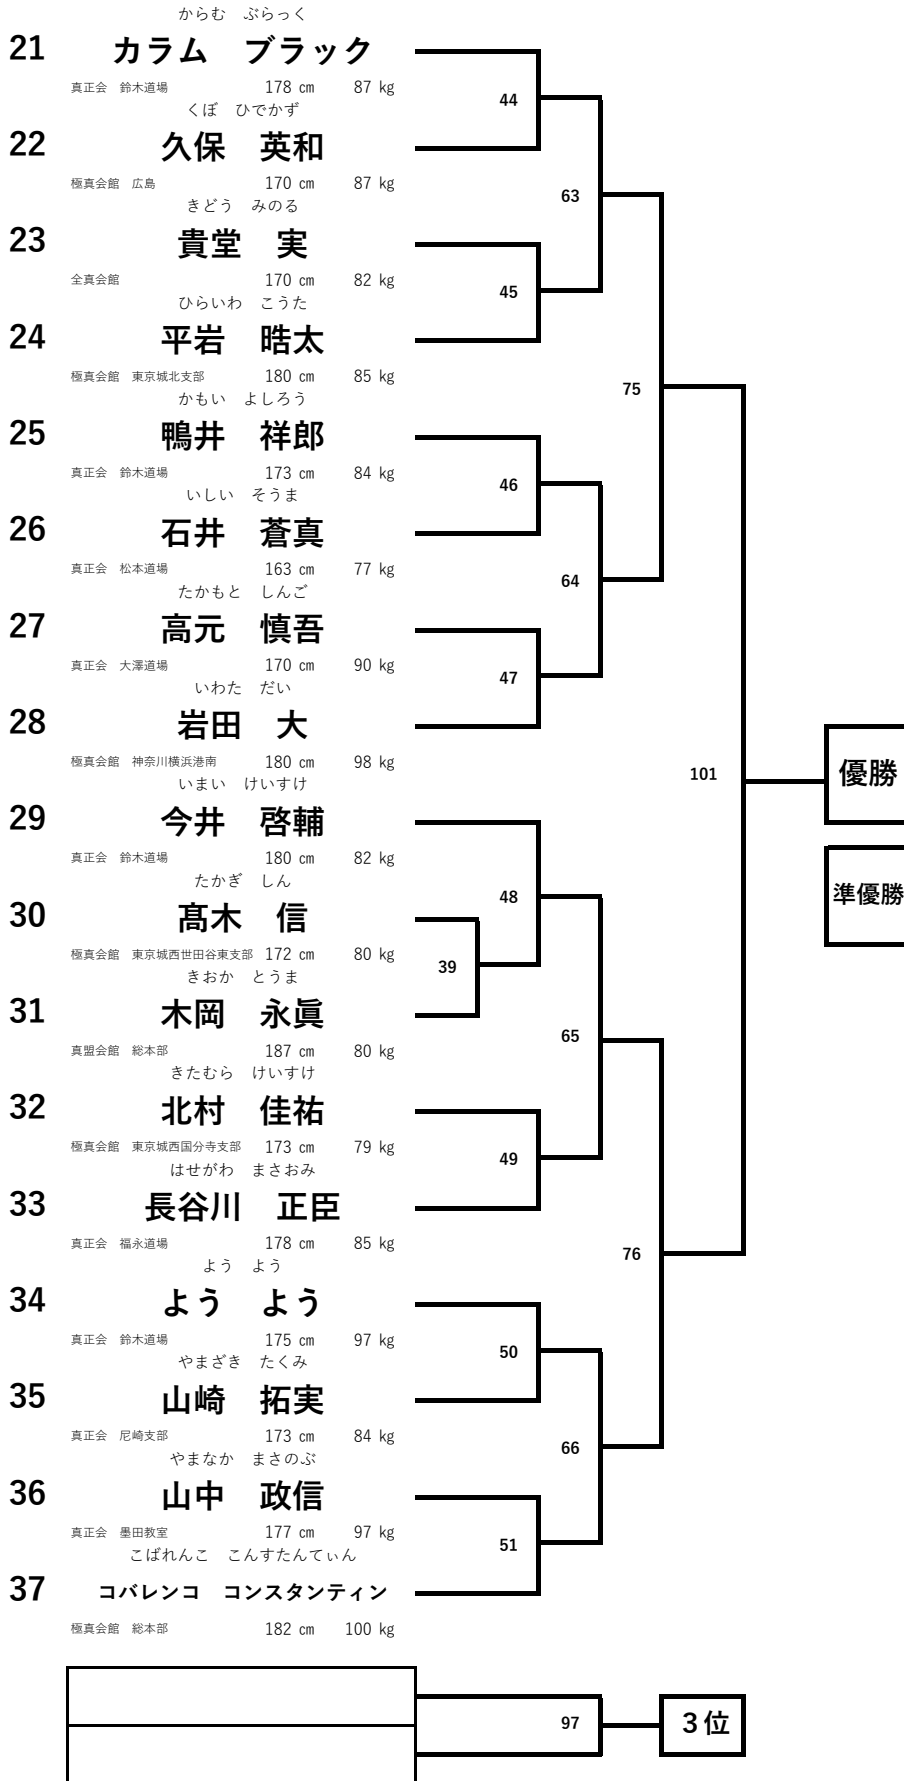 からむ　ぶらっく
21 カラム　ブラック
真正会　鈴木道場 178 cm 87 kg
44
くぼ　ひでかず
22 久保　英和
極真会館　広島 170 cm 87 kg
63
きどう　みのる
23 貴堂　実
全真会館 170 cm 82 kg
45
ひらいわ　こうた
24 平岩　晧太
極真会館　東京城北支部 180 cm 85 kg
75
かもい　よしろう
25 鴨井　祥郎
真正会　鈴木道場 173 cm 84 kg
46
いしい　そうま
26 石井　蒼真
真正会　松本道場 163 cm 77 kg
64
たかもと　しんご
27 高元　慎吾
真正会　大澤道場 170 cm 90 kg
47
いわた　だい
28 岩田　大
極真会館　神奈川横浜港南 180 cm 98 kg
101
優勝
いまい　けいすけ
29 今井　啓輔
真正会　鈴木道場 180 cm 82 kg
準優勝
たかぎ　しん
48
30 髙木　信
極真会館　東京城西世田谷東支部 172 cm 80 kg
39
きおか　とうま
31 木岡　永眞
65
真盟会館　総本部 187 cm 80 kg
きたむら　けいすけ
32 北村　佳祐
極真会館　東京城西国分寺支部 173 cm 79 kg
49
はせがわ　まさおみ
33 長谷川　正臣
真正会　福永道場 178 cm 85 kg
76
よう　よう
34 よう　よう
真正会　鈴木道場 175 cm 97 kg
50
やまざき　たくみ
35 山崎　拓実
真正会　尼崎支部 173 cm 84 kg
66
やまなか　まさのぶ
36 山中　政信
真正会　墨田教室 177 cm 97 kg
51
こばれんこ　こんすたんてぃん
37 コバレンコ　コンスタンティン
極真会館　総本部 182 cm 100 kg
97
３位